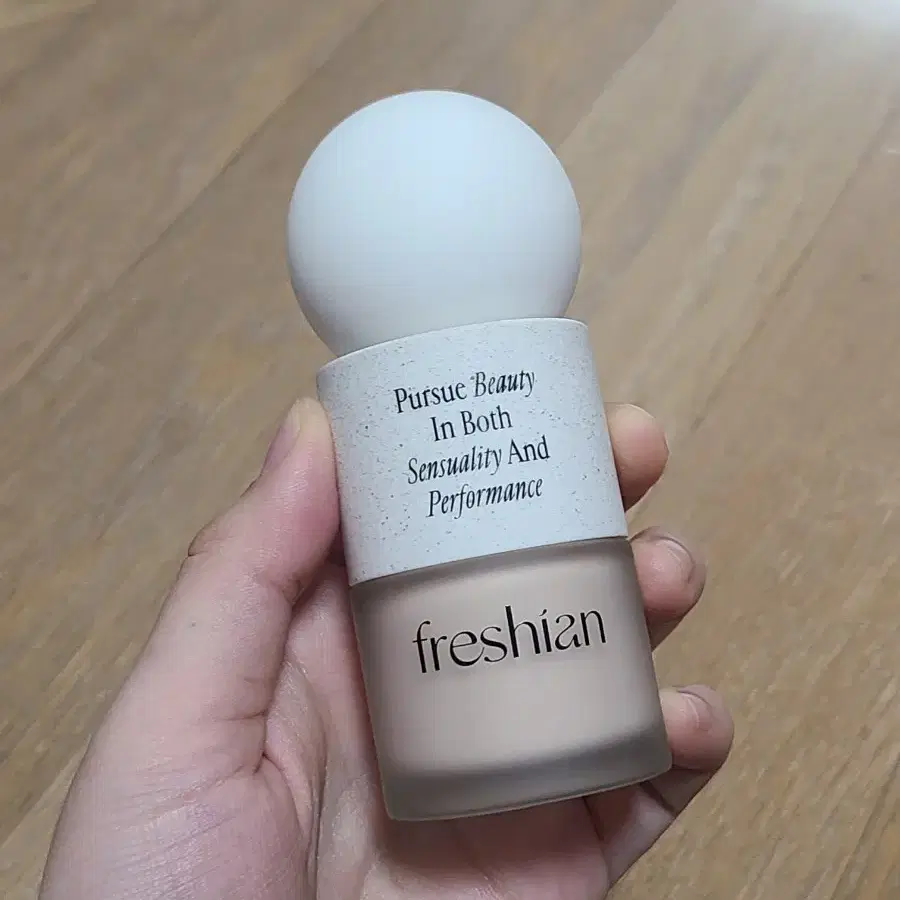 Pursue Beauty
In Both
Sensuality And
Performance
freshian